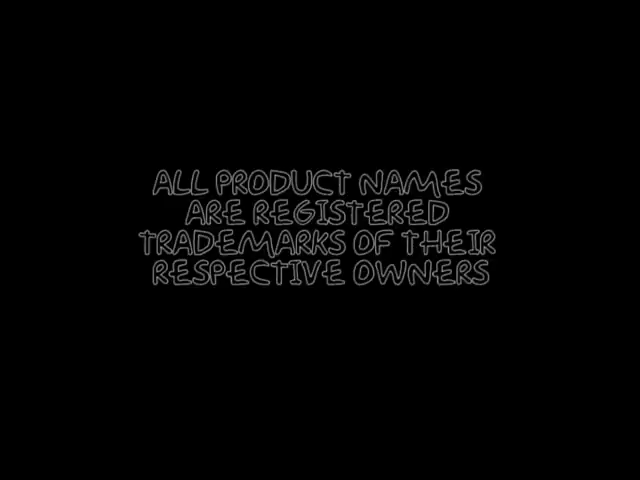 ALL PRODUCT NAMES
ARE REGISTERED
TRADEMARKS OF THEIR
RESPECTIVE OWNERS